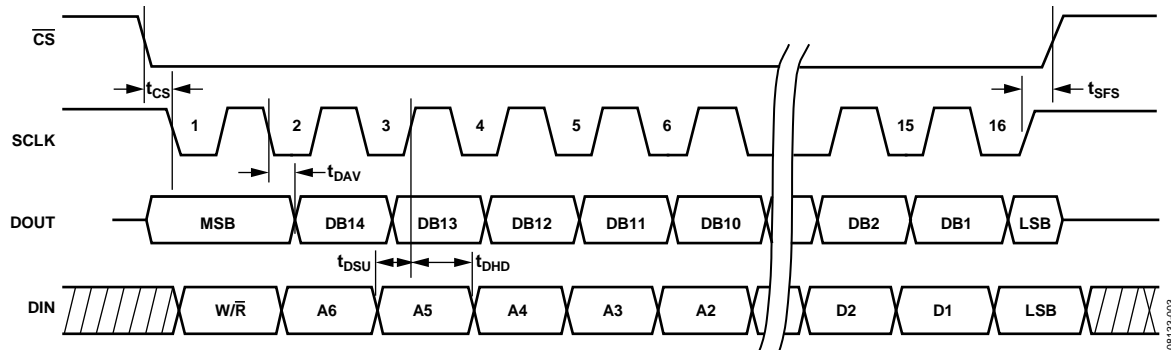 CS
tCS
tSFS
SCLK
1 2 3 4 5 6 15 16
tDAV
DOUT
MSB DB14 DB13 DB12 DB11 DB10 DB2 DB1 LSB
tDSU tDHD
DIN
W/R A6 A5 A4 A3 A2 D2 D1 LSB